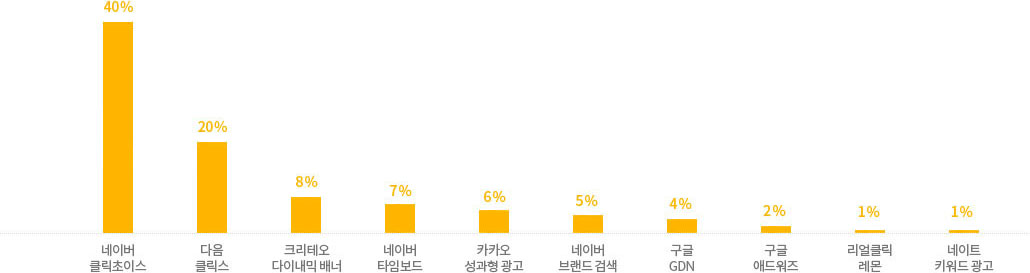 40%
20%
8%
7%
6%
5%
4%
2%
1%
1%
네이버
클릭초이스
다음
클릭스
크리테오
다이내믹 배너
네이버
타임보드
카카오
성과형 광고
네이버
브랜드 검색
구글
GDN
구글
애드워즈
리얼클릭
레몬
네이트
키워드 광고